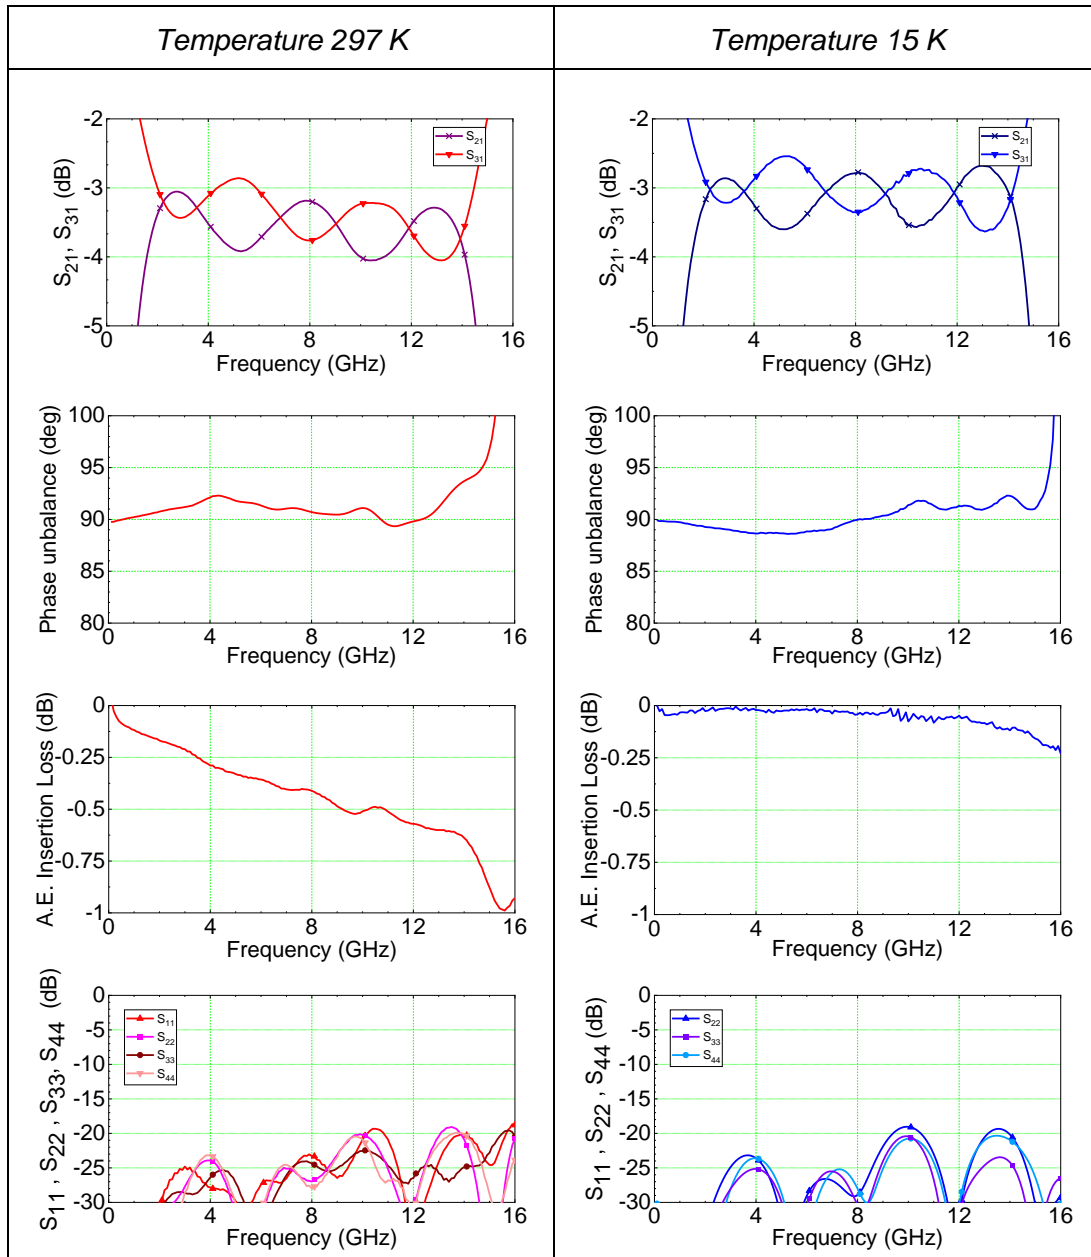 Temperature 297 K
Temperature 15 K
S21, S31 (dB)
-2
-3
-4
-5
S21
S31
0 4 8 12 16
Frequency (GHz)
S21, S31 (dB)
-2
-3
-4
-5
S21
S31
0 4 8 12 16
Frequency (GHz)
Phase unbalance (deg)
100
95
90
85
80
0 4 8 12 16
Frequency (GHz)
Phase unbalance (deg)
100
95
90
85
80
0 4 8 12 16
Frequency (GHz)
A.E. Insertion Loss (dB)
0
-0.25
-0.5
-0.75
-1
0 4 8 12 16
Frequency (GHz)
A.E. Insertion Loss (dB)
0
-0.25
-0.5
-0.75
-1
0 4 8 12 16
Frequency (GHz)
S11 , S22 , S33, S44 (dB)
0
-5
-10
-15
-20
-25
-30
S11
S22
S33
S44
0 4 8 12 16
Frequency (GHz)
S11 , S22 , S44 (dB)
0
-5
-10
-15
-20
-25
-30
S22
S33
S44
0 4 8 12 16
Frequency (GHz)